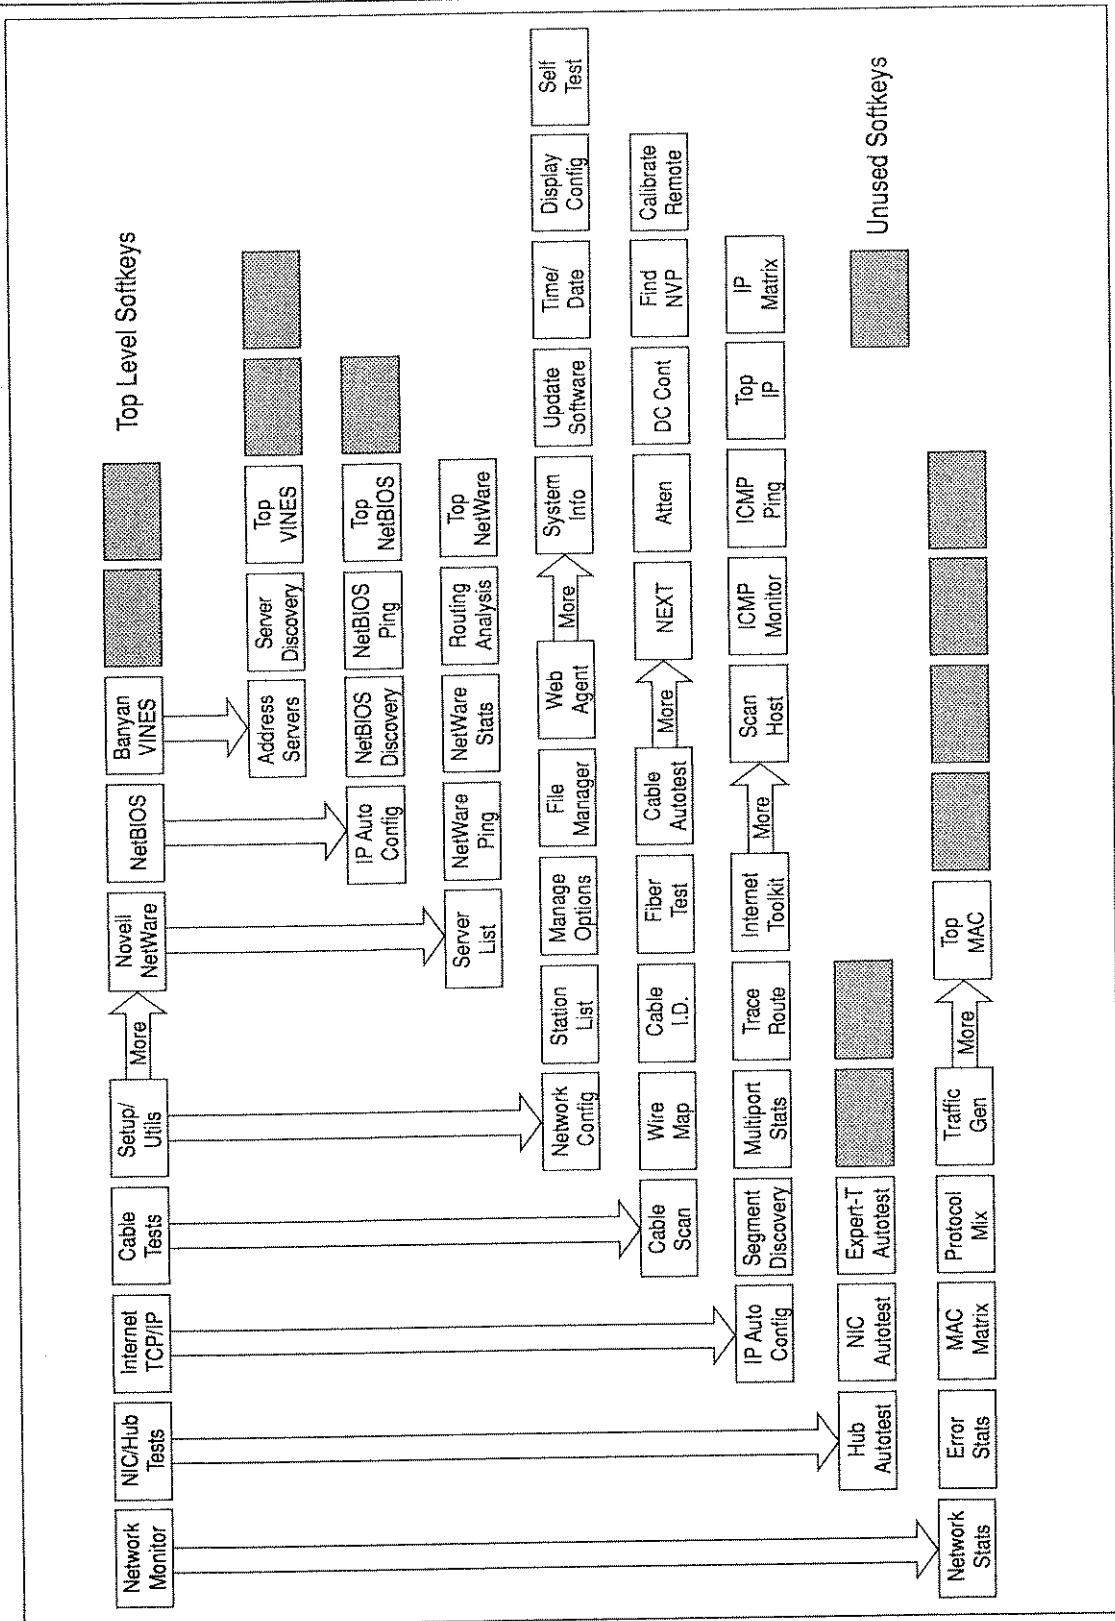 Top Level Softkeys
Network
Monitor
NIC/Hub
Tests
Internet
TCP/IP
Cable
Tests
Setup/
Utils
More
Novell
NetWare
NetBIOS
Banyan
VINES
Address
Servers
Server
Discovery
Top
VINES
IP Auto
Config
NetBIOS
Discovery
NetBIOS
Ping
Top
NetBIOS
Server
List
NetWare
Ping
NetWare
Stats
Routing
Analysis
Top
NetWare
Network
Config
Station
List
Manage
Options
File
Manager
Web
Agent
More
System
Info
Update
Software
Time/
Date
Display
Config
Self
Test
Cable
Scan
Wire
Map
Cable
I.D.
Fiber
Test
Cable
Autotest
More
NEXT
Atten
DC Cont
Find
NVP
Calibrate
Remote
IP Auto
Config
Segment
Discovery
Multiport
Stats
Trace
Route
Internet
Toolkit
More
Scan
Host
ICMP
Monitor
ICMP
Ping
Top
IP
IP
Matrix
Hub
Autotest
NIC
Autotest
Expert-T
Autotest
Unused Softkeys
Network
Stats
Error
Stats
MAC
Matrix
Protocol
Mix
Traffic
Gen
More
Top
MAC